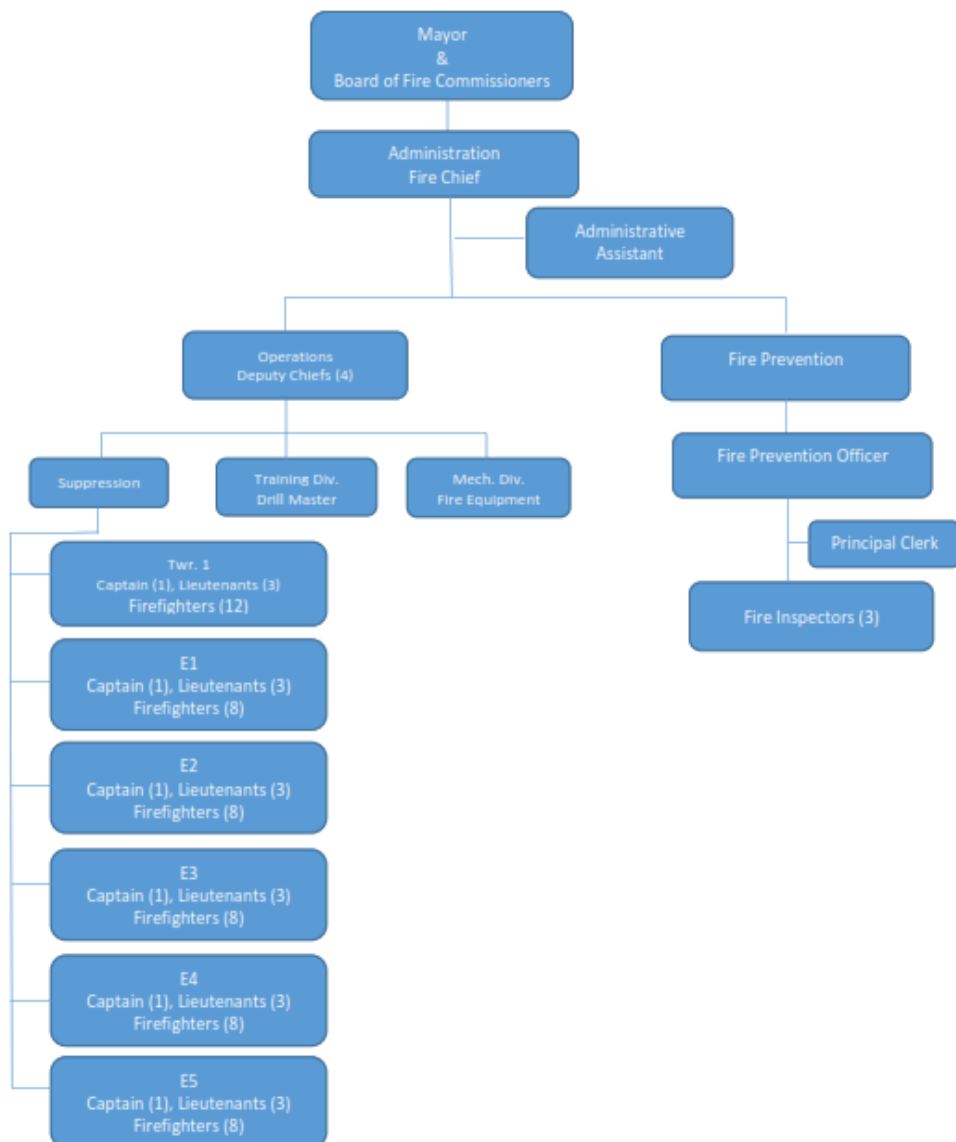 Mayor
&
Board of Fire Commissioners
Administration
Fire Chief
Administrative
Assistant
Operations
Deputy Chiefs (4)
Fire Prevention
Suppression
Training Div.
Drill Master
Mech. Div.
Fire Equipment
Fire Prevention Officer
Principal Clerk
Fire Inspectors (3)
Twr. 1
Captain (1), Lieutenants (3)
Firefighters (12)
E1
Captain (1), Lieutenants (3)
Firefighters (8)
E2
Captain (1), Lieutenants (3)
Firefighters (8)
E3
Captain (1), Lieutenants (3)
Firefighters (8)
E4
Captain (1), Lieutenants (3)
Firefighters (8)
E5
Captain (1), Lieutenants (3)
Firefighters (8)